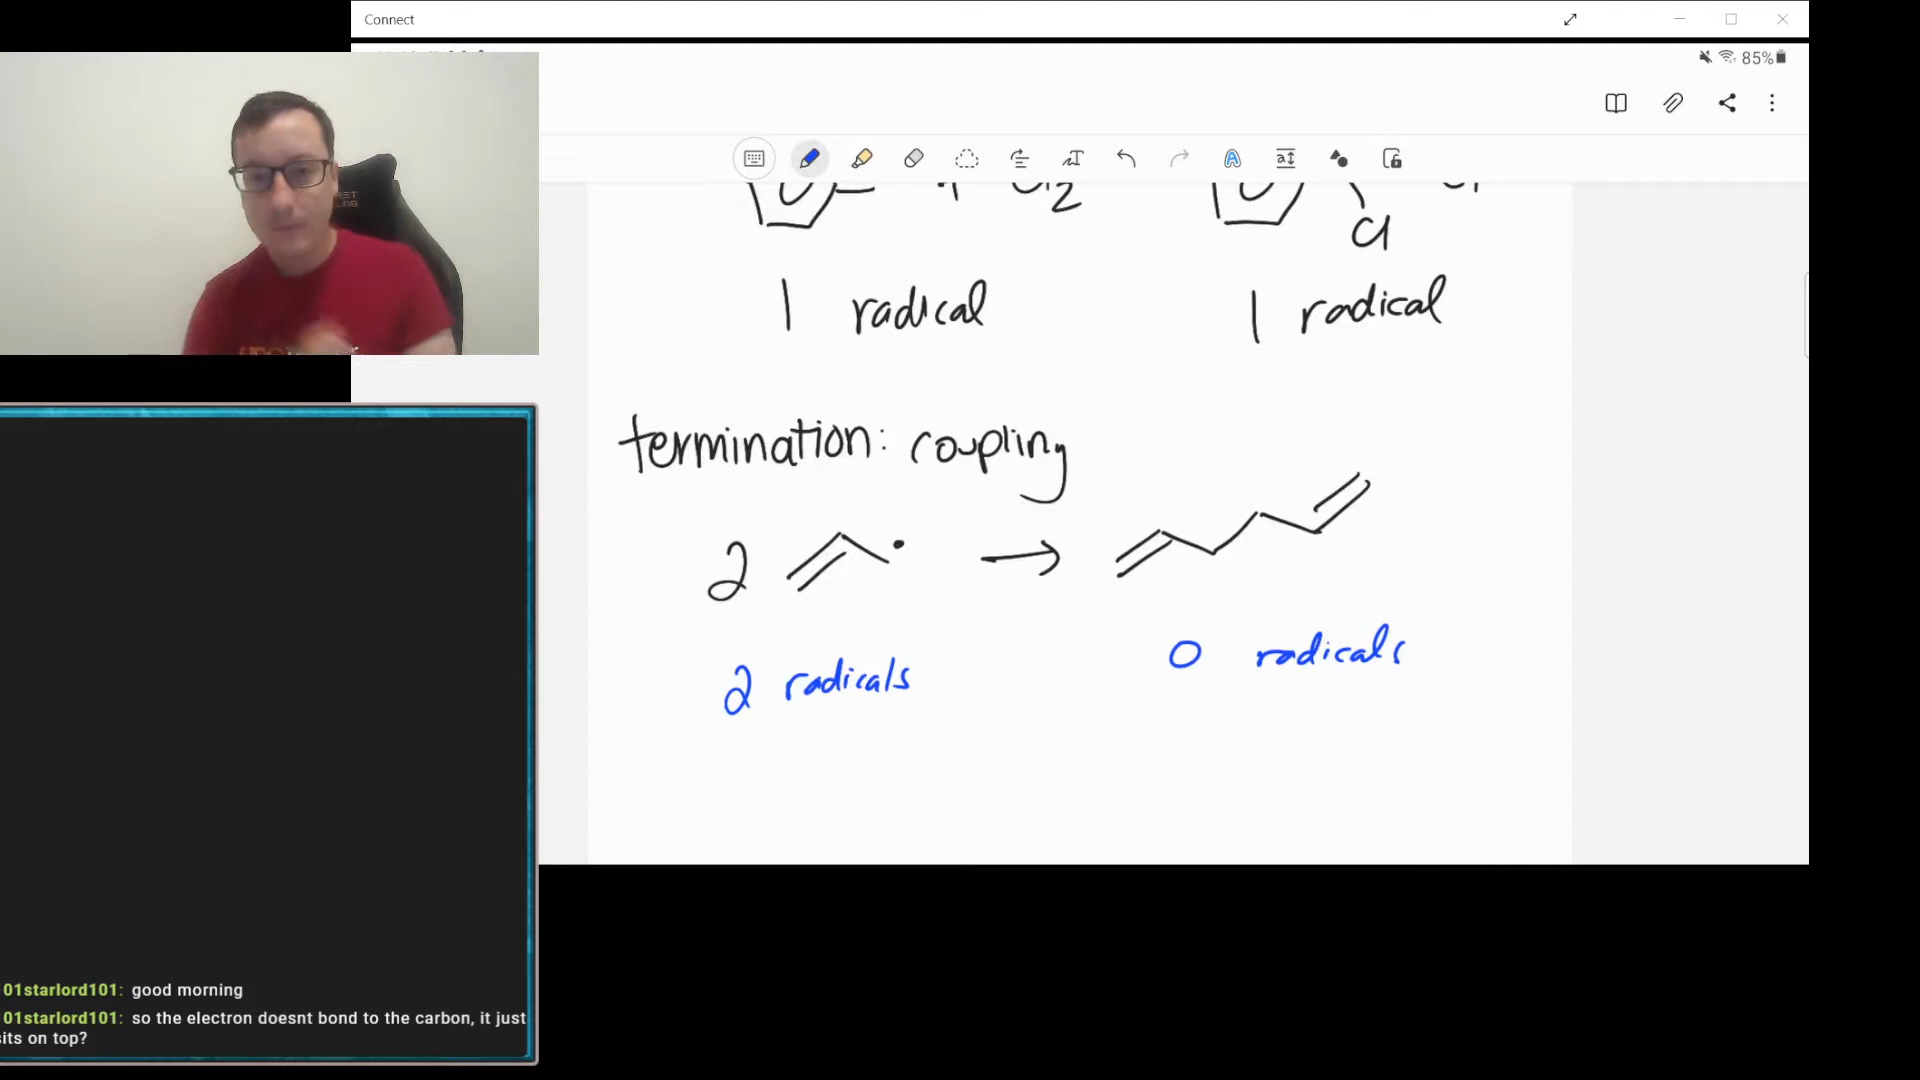 Connect
85%
1 radical 1 radical
termination: coupling
2 →
2 radicals 0 radicals
01starlord101: good morning
01starlord101: so the electron doesnt bond to the carbon, it just
sits on top?
Cl